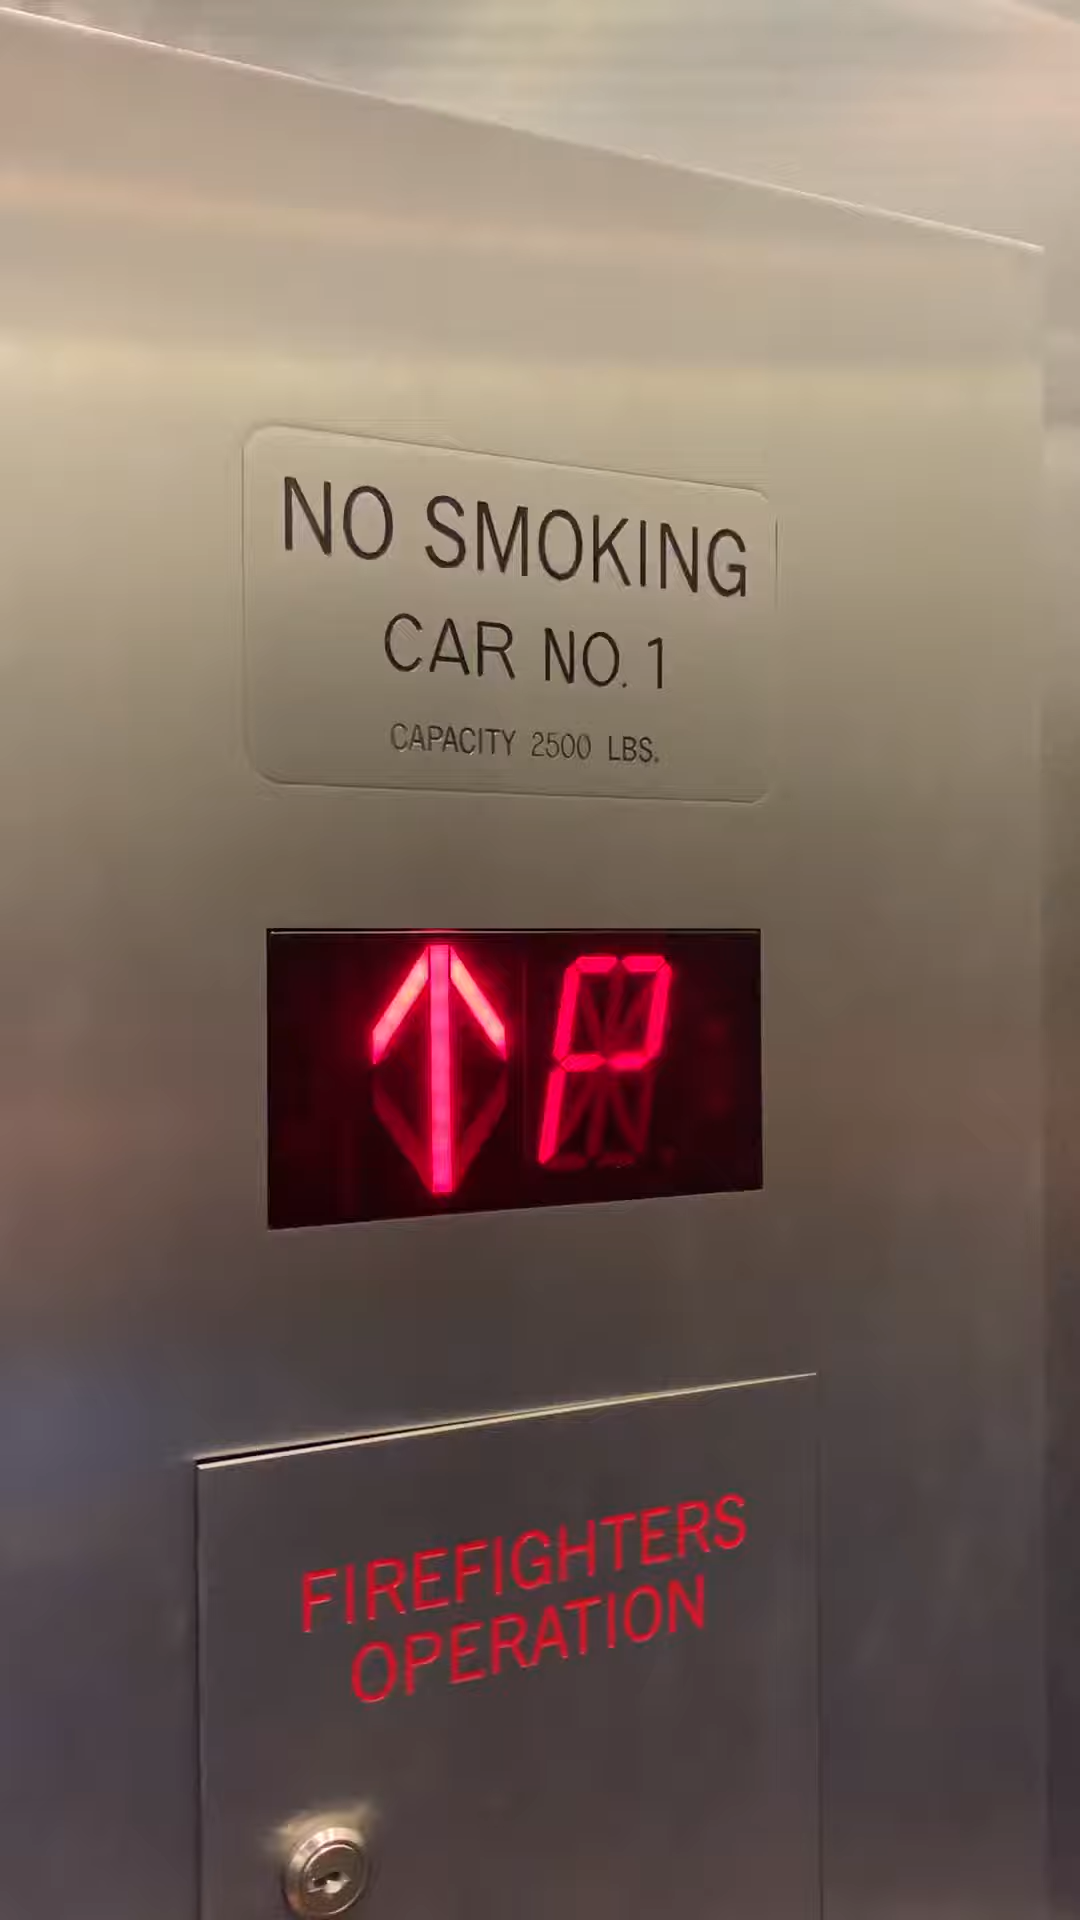 NO SMOKING
CAR NO. 1
CAPACITY 2500 LBS.
↑ P
FIREFIGHTERS
OPERATION